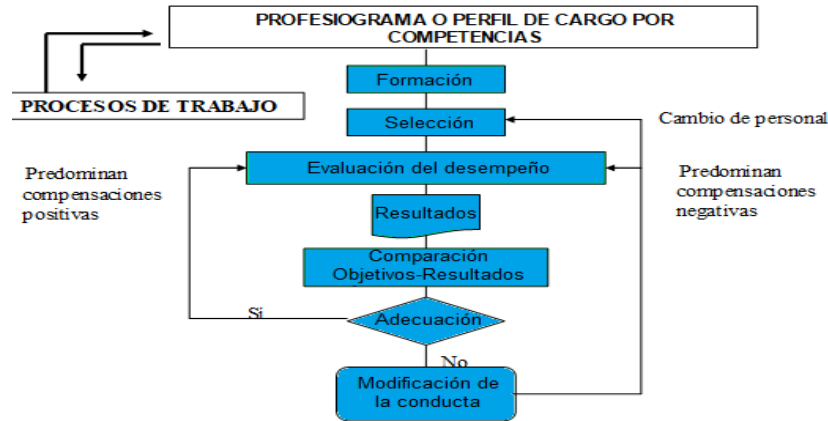 PROFESIOGRAMA O PERFIL DE CARGO POR
COMPETENCIAS
Formación
PROCESOS DE TRABAJO
Selección
Cambio de personal
Evaluación del desempeño
Predominan
compensaciones
positivas
Predominan
compensaciones
negativas
Resultados
Comparación
Objetivos-Resultados
Si
Adecuación
No
Modificación de
la conducta